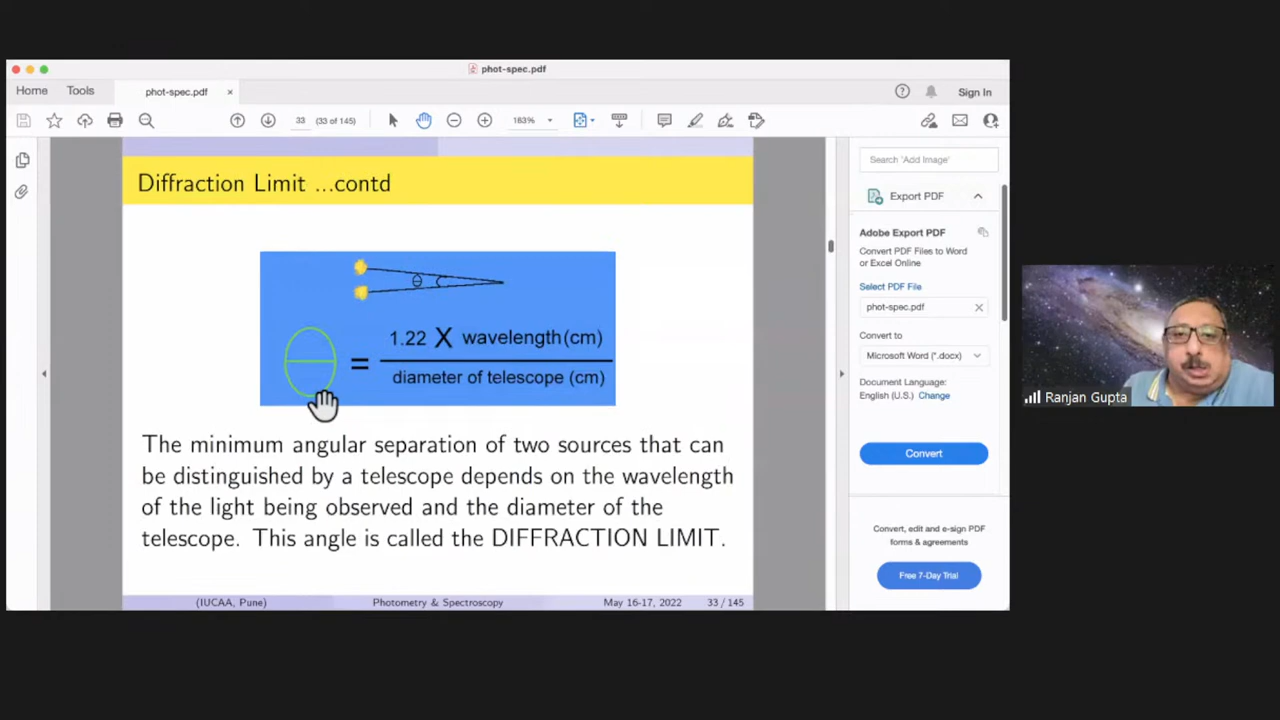 phot-spec.pdf
Home Tools phot-spec.pdf × Sign In
33 (33 of 145) 163%
Diffraction Limit ...contd
Θ
Θ = 1.22 X wavelength(cm)
diameter of telescope (cm)
The minimum angular separation of two sources that can
be distinguished by a telescope depends on the wavelength
of the light being observed and the diameter of the
telescope. This angle is called the DIFFRACTION LIMIT.
(IUCAA, Pune) Photometry & Spectroscopy May 16-17, 2022 33 / 145
Search 'Add Image'
Export PDF
Adobe Export PDF
Convert PDF Files to Word
or Excel Online
Select PDF File
phot-spec.pdf
Convert to
Microsoft Word (*.docx)
Document Language:
English (U.S.) Change
Convert
Convert, edit and e-sign PDF
forms & agreements
Free 7-Day Trial
Ranjan Gupta